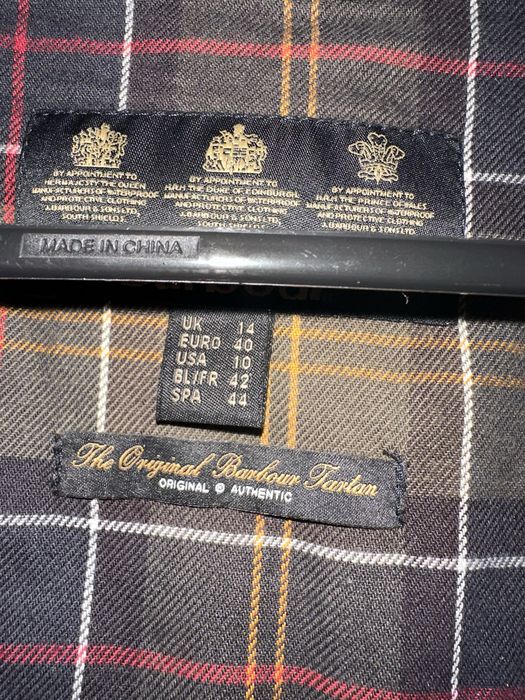 BY APPOINTMENT TO
HER MAJESTY THE QUEEN
MANUFACTURERS OF WATERPROOF
AND PROTECTIVE CLOTHING
J.BARBOUR & SONS LTD.
SOUTH SHIELDS
BY APPOINTMENT TO
H.R.H. THE DUKE OF EDINBURGH
MANUFACTURERS OF WATERPROOF
AND PROTECTIVE CLOTHING
J.BARBOUR & SONS LTD.
BY APPOINTMENT TO
H.R.H. THE PRINCE OF WALES
MANUFACTURERS OF WATERPROOF
AND PROTECTIVE CLOTHING
J.BARBOUR & SONS LTD.
MADE IN CHINA
UK 14
EURO 40
USA 10
BL/FR 42
SPA 44
The Original Barbour Tartan
ORIGINAL & AUTHENTIC